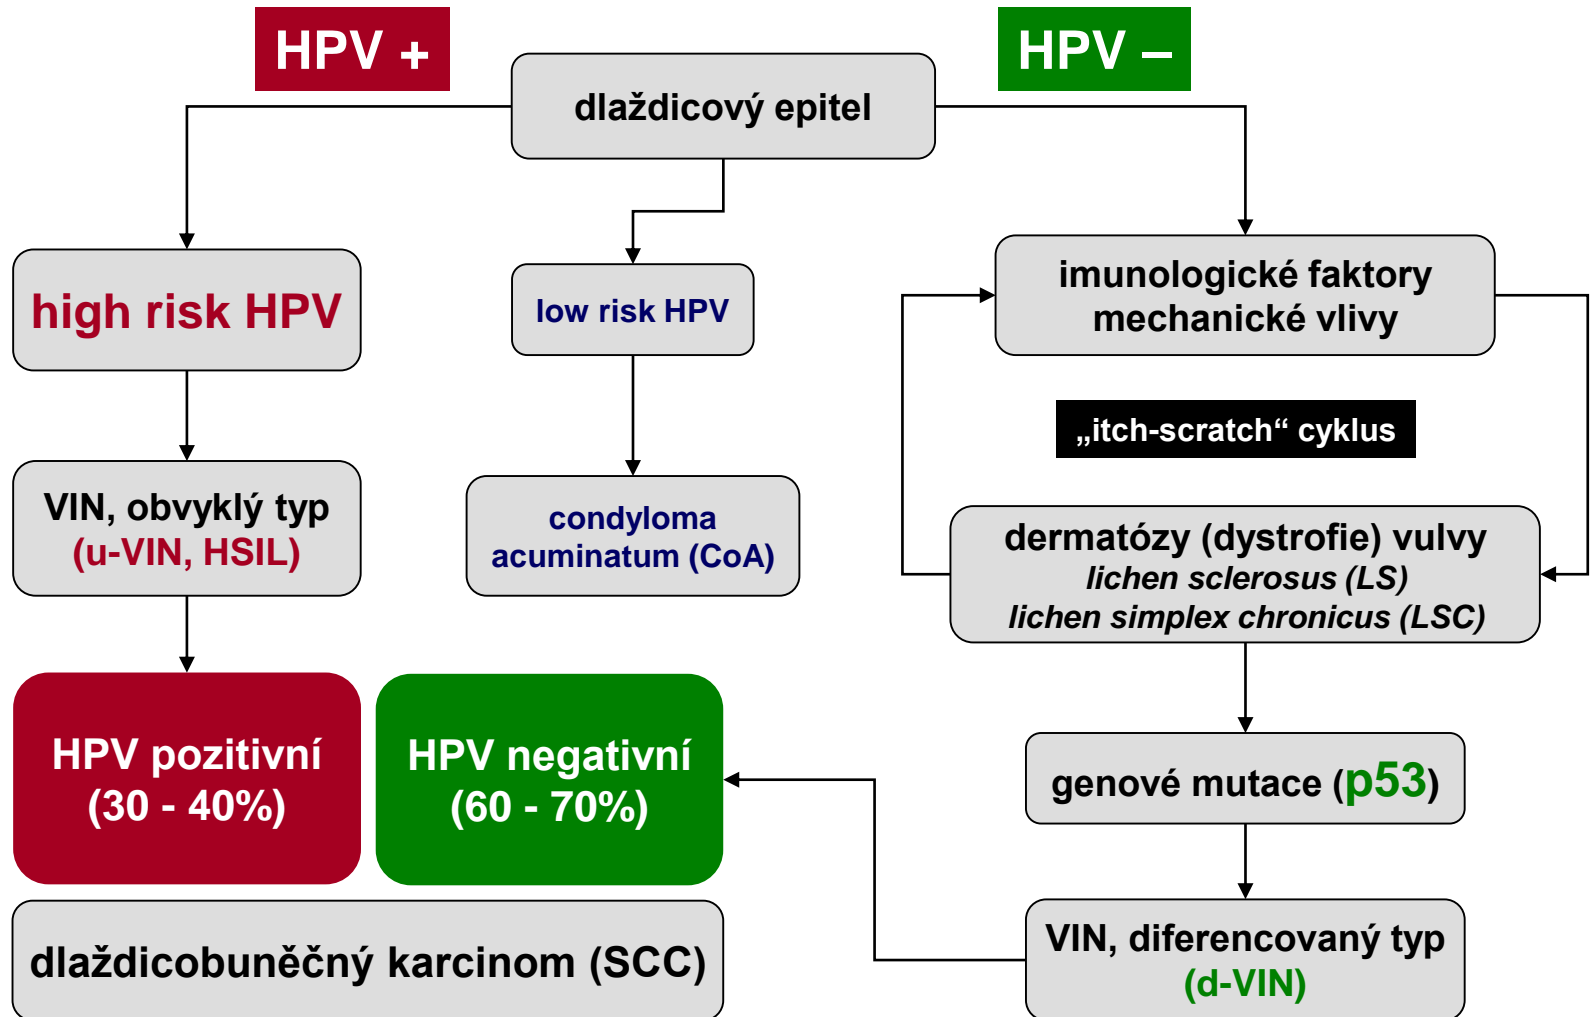 HPV +
HPV –
dlaždicový epitel
high risk HPV
low risk HPV
imunologické faktory
mechanické vlivy
„itch-scratch“ cyklus
VIN, obvyklý typ
(u-VIN, HSIL)
condyloma
acuminatum (CoA)
dermatózy (dystrofie) vulvy
lichen sclerosus (LS)
lichen simplex chronicus (LSC)
HPV pozitivní
(30 - 40%)
HPV negativní
(60 - 70%)
genové mutace (p53)
dlaždicobuněčný karcinom (SCC)
VIN, diferencovaný typ
(d-VIN)